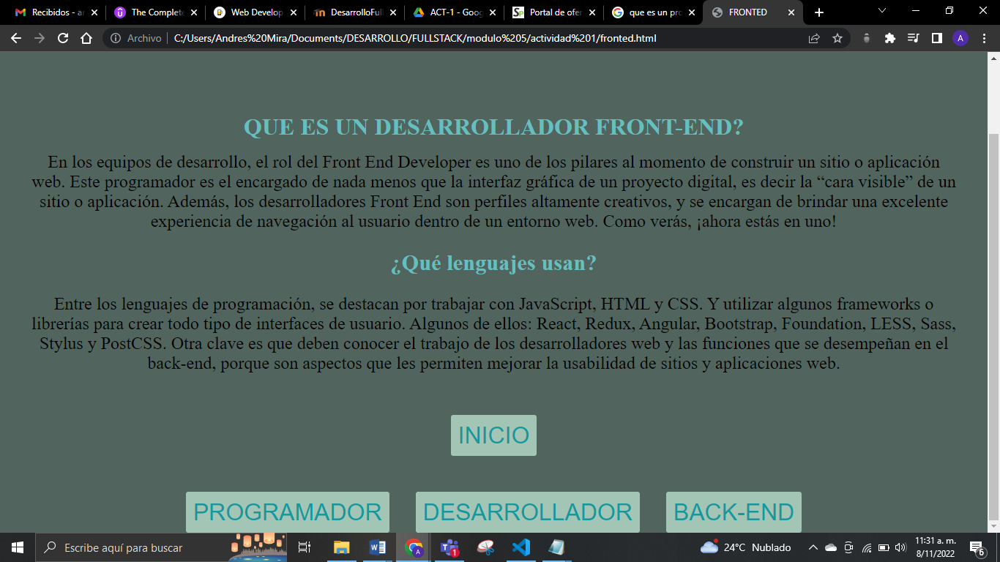 Recibidos - ar
The Complete
Web Develop
DesarrolloFull
ACT-1 - Goog
Portal de ofer
que es un pro
FRONTED
Archivo
C:/Users/Andres%20Mira/Documents/DESARROLLO/FULLSTACK/modulo%205/actividad%201/fronted.html
A
QUE ES UN DESARROLLADOR FRONT-END?
En los equipos de desarrollo, el rol del Front End Developer es uno de los pilares al momento de construir un sitio o aplicación
web. Este programador es el encargado de nada menos que la interfaz gráfica de un proyecto digital, es decir la “cara visible” de un
sitio o aplicación. Además, los desarrolladores Front End son perfiles altamente creativos, y se encargan de brindar una excelente
experiencia de navegación al usuario dentro de un entorno web. Como verás, ¡ahora estás en uno!
¿Qué lenguajes usan?
Entre los lenguajes de programación, se destacan por trabajar con JavaScript, HTML y CSS. Y utilizar algunos frameworks o
librerías para crear todo tipo de interfaces de usuario. Algunos de ellos: React, Redux, Angular, Bootstrap, Foundation, LESS, Sass,
Stylus y PostCSS. Otra clave es que deben conocer el trabajo de los desarrolladores web y las funciones que se desempeñan en el
back-end, porque son aspectos que les permiten mejorar la usabilidad de sitios y aplicaciones web.
INICIO
PROGRAMADOR
DESARROLLADOR
BACK-END
Escribe aquí para buscar
24°C Nublado
11:31 a. m.
8/11/2022
6